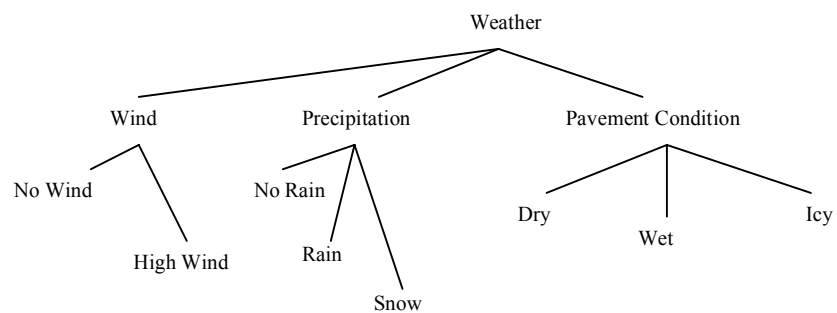 Weather
Wind
Precipitation
Pavement Condition
No Wind
No Rain
Dry
Icy
Wet
Rain
High Wind
Snow